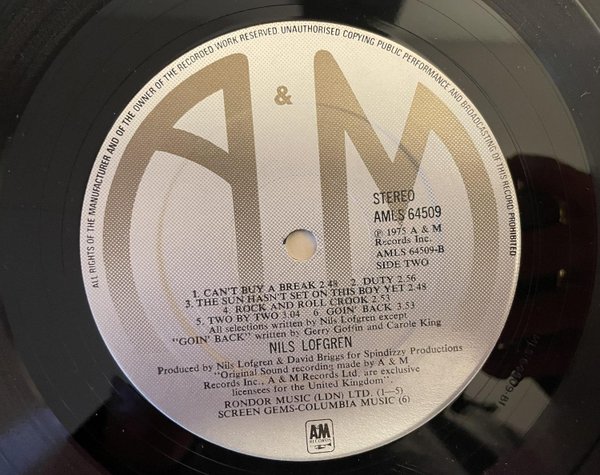 ALL RIGHTS OF THE MANUFACTURER AND OF THE OWNER OF THE RECORDED WORK RESERVED. UNAUTHORISED COPYING PUBLIC PERFORMANCE AND BROADCASTING OF THIS RECORD PROHIBITED
A & M
STEREO
AMLS 64509
℗ 1975 A & M
Records Inc.
AMLS 64509-B
SIDE TWO
1. CAN'T BUY A BREAK 2.48 2. DUTY 2.56
3. THE SUN HASN'T SET ON THIS BOY YET 2.48
4. ROCK AND ROLL CROOK 2.53
5. TWO BY TWO 3.04 6. GOIN' BACK 3.53
All selections written by Nils Lofgren except
"GOIN' BACK" written by Gerry Goffin and Carole King
NILS LOFGREN
Produced by Nils Lofgren & David Briggs for Spindizzy Productions
"Original Sound recording made by A & M
Records Inc., A & M Records Ltd. are exclusive
licensees for the United Kingdom".
RONDOR MUSIC (LDN) LTD. (1—5)
SCREEN GEMS-COLUMBIA MUSIC (6)
AM
RECORDS